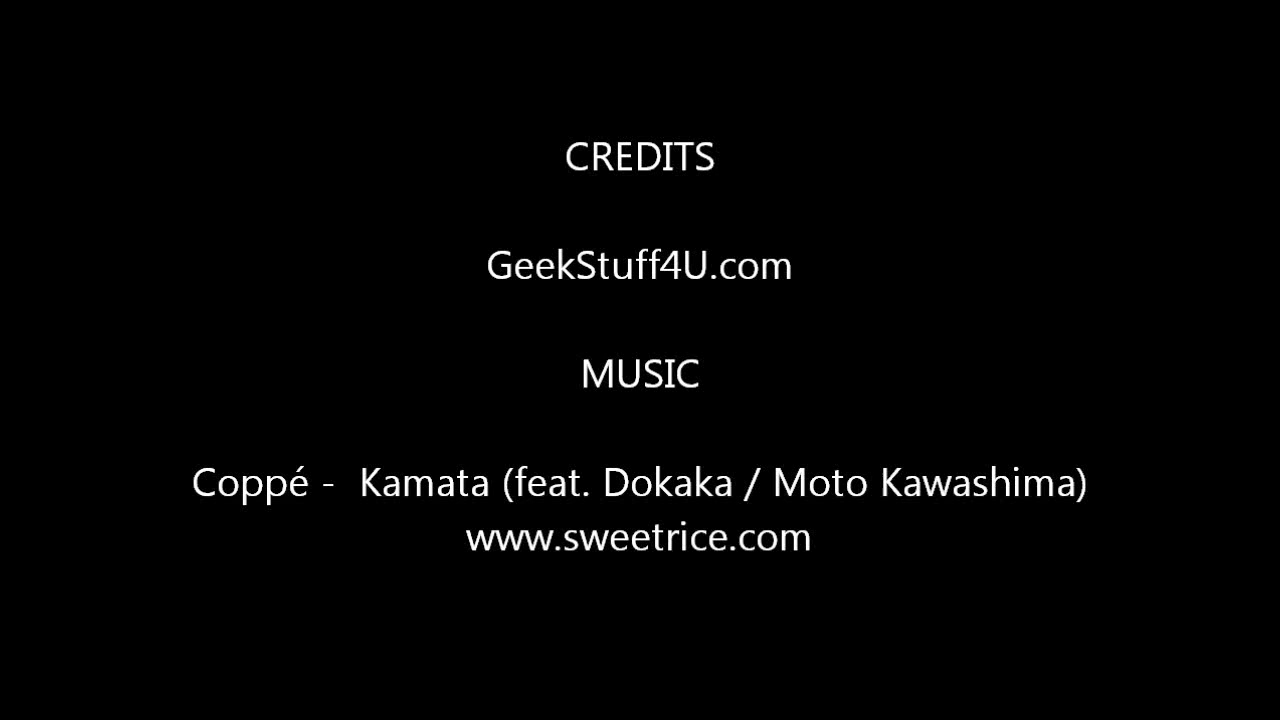 CREDITS
GeekStuff4U.com
MUSIC
Coppé -  Kamata (feat. Dokaka / Moto Kawashima)
www.sweetrice.com